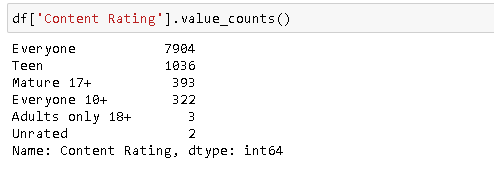 df['Content Rating'].value_counts()
Everyone 7904
Teen 1036
Mature 17+ 393
Everyone 10+ 322
Adults only 18+ 3
Unrated 2
Name: Content Rating, dtype: int64